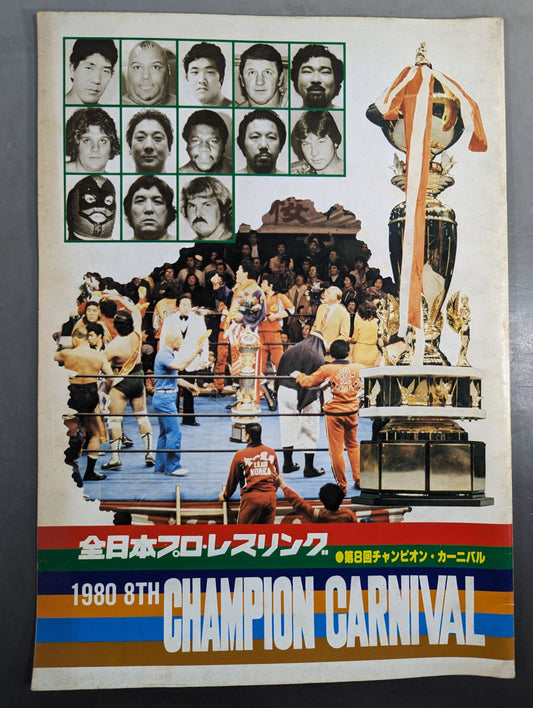 全日本プロ・レスリング
●第8回チャンピオン・カーニバル
1980 8TH CHAMPION CARNIVAL